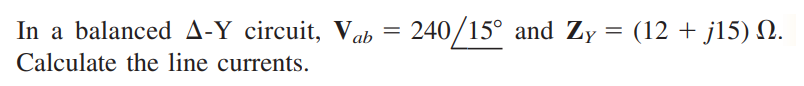 In a balanced Δ-Y circuit, V_ab = 240/15° and Z_Y = (12 + j15) Ω.
Calculate the line currents.